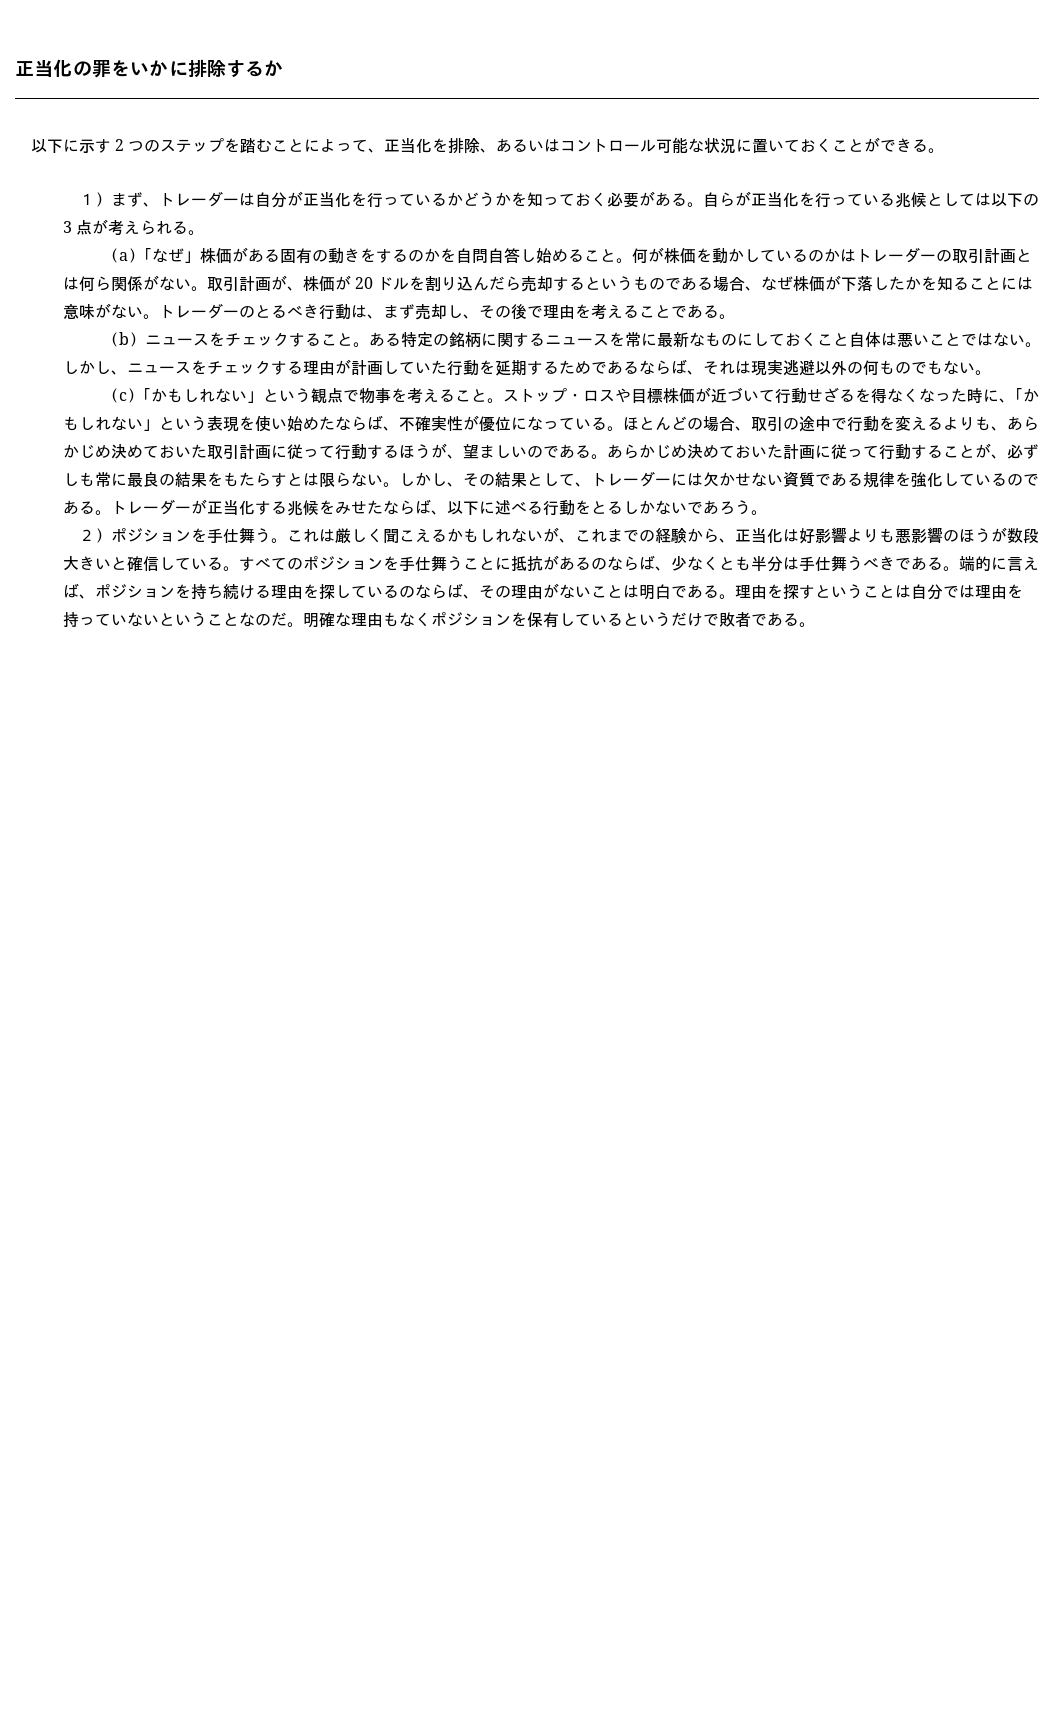 正当化の罪をいかに排除するか
以下に示す 2 つのステップを踏むことによって、正当化を排除、あるいはコントロール可能な状況に置いておくことができる。
１）まず、トレーダーは自分が正当化を行っているかどうかを知っておく必要がある。自らが正当化を行っている兆候としては以下の
3 点が考えられる。
（a）「なぜ」株価がある固有の動きをするのかを自問自答し始めること。何が株価を動かしているのかはトレーダーの取引計画と
は何ら関係がない。取引計画が、株価が 20 ドルを割り込んだら売却するというものである場合、なぜ株価が下落したかを知ることには
意味がない。トレーダーのとるべき行動は、まず売却し、その後で理由を考えることである。
（b）ニュースをチェックすること。ある特定の銘柄に関するニュースを常に最新なものにしておくこと自体は悪いことではない。
しかし、ニュースをチェックする理由が計画していた行動を延期するためであるならば、それは現実逃避以外の何ものでもない。
（c）「かもしれない」という観点で物事を考えること。ストップ・ロスや目標株価が近づいて行動せざるを得なくなった時に、「か
もしれない」という表現を使い始めたならば、不確実性が優位になっている。ほとんどの場合、取引の途中で行動を変えるよりも、あら
かじめ決めておいた取引計画に従って行動するほうが、望ましいのである。あらかじめ決めておいた計画に従って行動することが、必ず
しも常に最良の結果をもたらすとは限らない。しかし、その結果として、トレーダーには欠かせない資質である規律を強化しているので
ある。トレーダーが正当化する兆候をみせたならば、以下に述べる行動をとるしかないであろう。
２）ポジションを手仕舞う。これは厳しく聞こえるかもしれないが、これまでの経験から、正当化は好影響よりも悪影響のほうが数段
大きいと確信している。すべてのポジションを手仕舞うことに抵抗があるのならば、少なくとも半分は手仕舞うべきである。端的に言え
ば、ポジションを持ち続ける理由を探しているのならば、その理由がないことは明白である。理由を探すということは自分では理由を
持っていないということなのだ。明確な理由もなくポジションを保有しているというだけで敗者である。